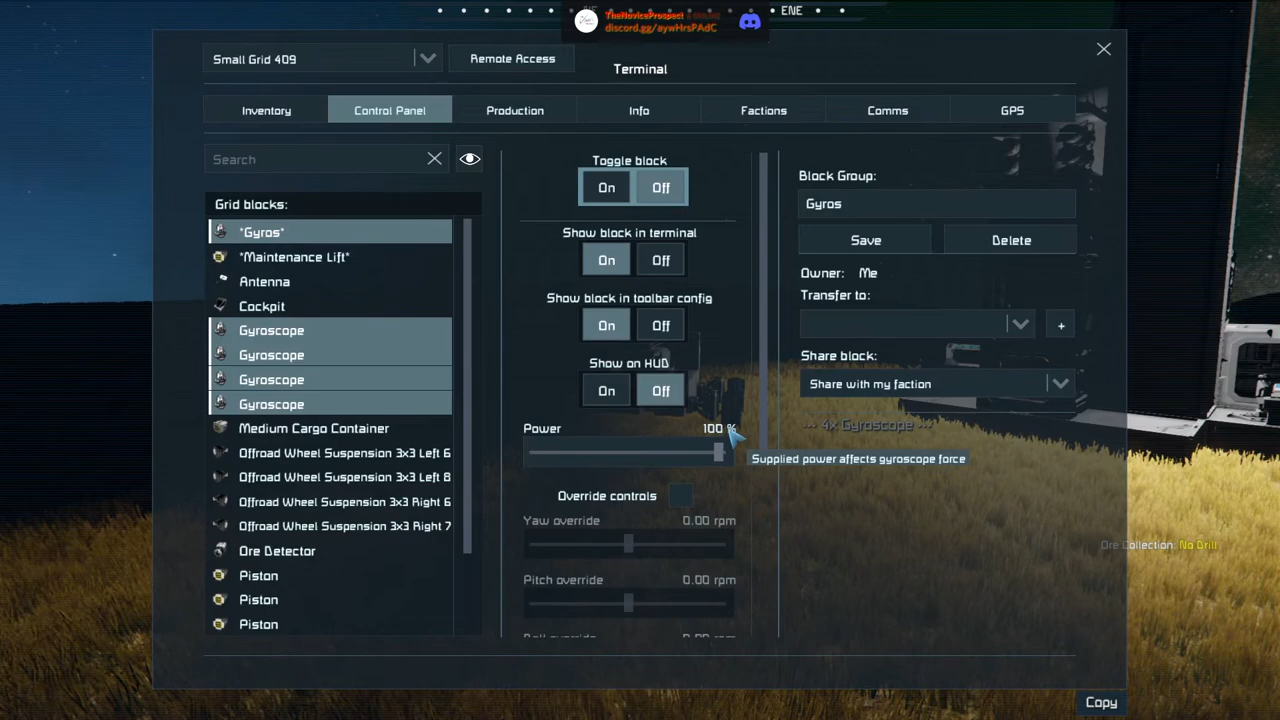 ENE
TheNoviceProspect
discord.gg/aywHrsPAdC
Small Grid 409
Remote Access
Terminal
Inventory
Control Panel
Production
Info
Factions
Comms
GPS
Search
Grid blocks:
*Gyros*
*Maintenance Lift*
Antenna
Cockpit
Gyroscope
Gyroscope
Gyroscope
Gyroscope
Medium Cargo Container
Offroad Wheel Suspension 3x3 Left 6
Offroad Wheel Suspension 3x3 Left 8
Offroad Wheel Suspension 3x3 Right 6
Offroad Wheel Suspension 3x3 Right 7
Ore Detector
Piston
Piston
Piston
Toggle block
On Off
Show block in terminal
On Off
Show block in toolbar config
On Off
Show on HUD
On Off
Power 100 %
Supplied power affects gyroscope force
Override controls
Yaw override 0.00 rpm
Pitch override 0.00 rpm
Roll override 0.00 rpm
Block Group:
Gyros
Save Delete
Owner: Me
Transfer to:
+
Share block:
Share with my faction
-- 4x Gyroscope --
Ore Collection: No Drill
Copy